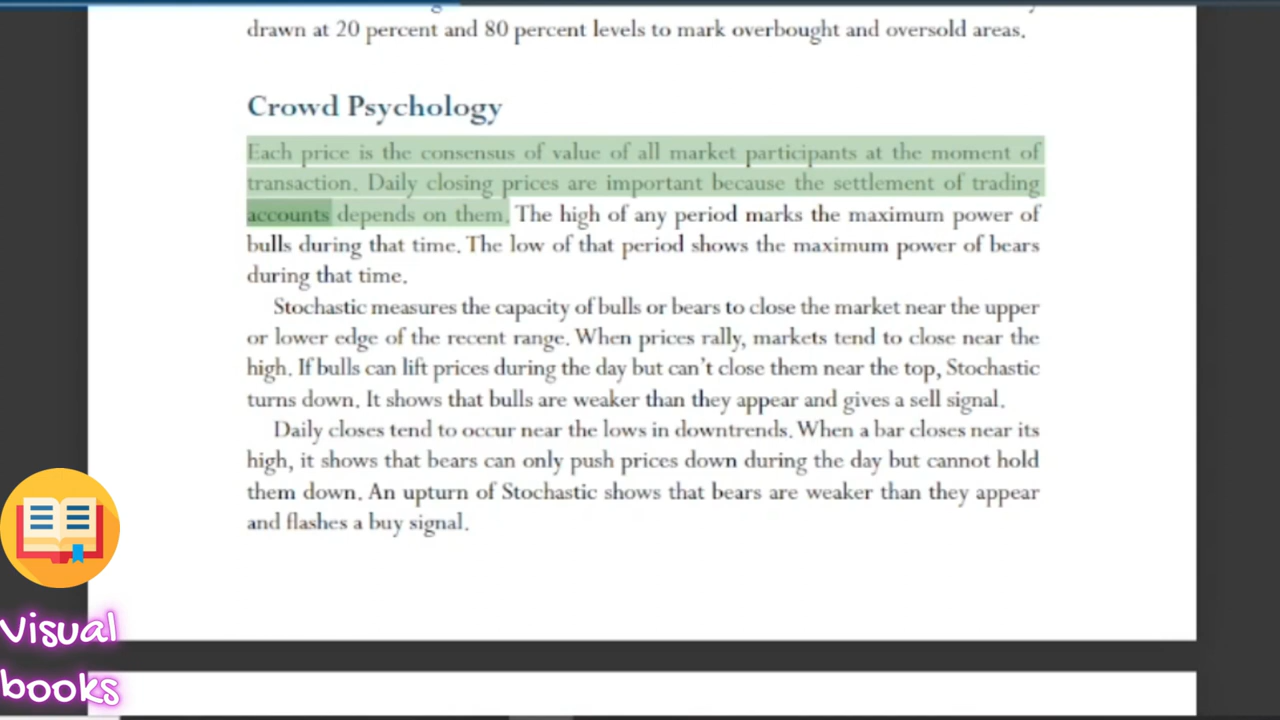 drawn at 20 percent and 80 percent levels to mark overbought and oversold areas.
Crowd Psychology
Each price is the consensus of value of all market participants at the moment of
transaction. Daily closing prices are important because the settlement of trading
accounts depends on them. The high of any period marks the maximum power of
bulls during that time. The low of that period shows the maximum power of bears
during that time.
Stochastic measures the capacity of bulls or bears to close the market near the upper
or lower edge of the recent range. When prices rally, markets tend to close near the
high. If bulls can lift prices during the day but can't close them near the top, Stochastic
turns down. It shows that bulls are weaker than they appear and gives a sell signal.
Daily closes tend to occur near the lows in downtrends. When a bar closes near its
high, it shows that bears can only push prices down during the day but cannot hold
them down. An upturn of Stochastic shows that bears are weaker than they appear
and flashes a buy signal.
Visual
books